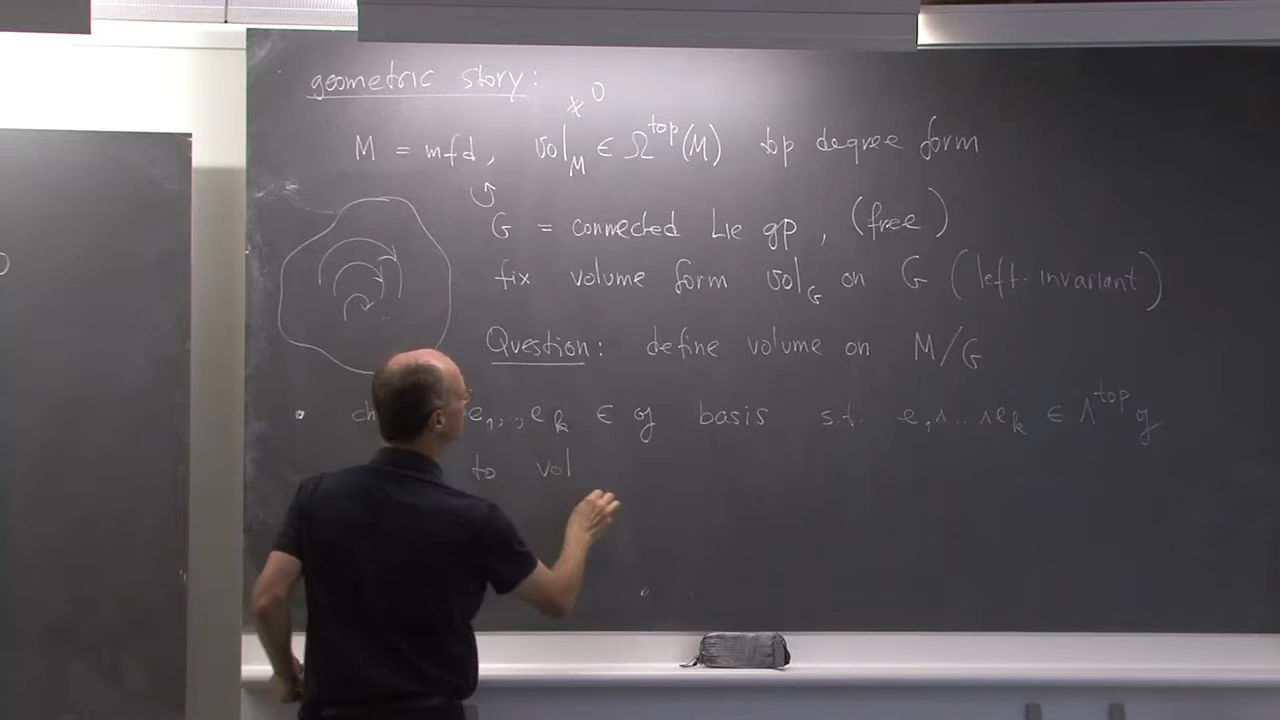 geometric story:
≠ 0
M = mfd, vol_M ∈ Ω^top(M) top degree form
↺
G = connected Lie gp, (free)
fix volume form vol_G on G (left-invariant)
Question: define volume on M/G
• e_1,..,e_k ∈ 𝔤 basis s.t. e_1∧..∧e_k ∈ Λ^top 𝔤
to vol